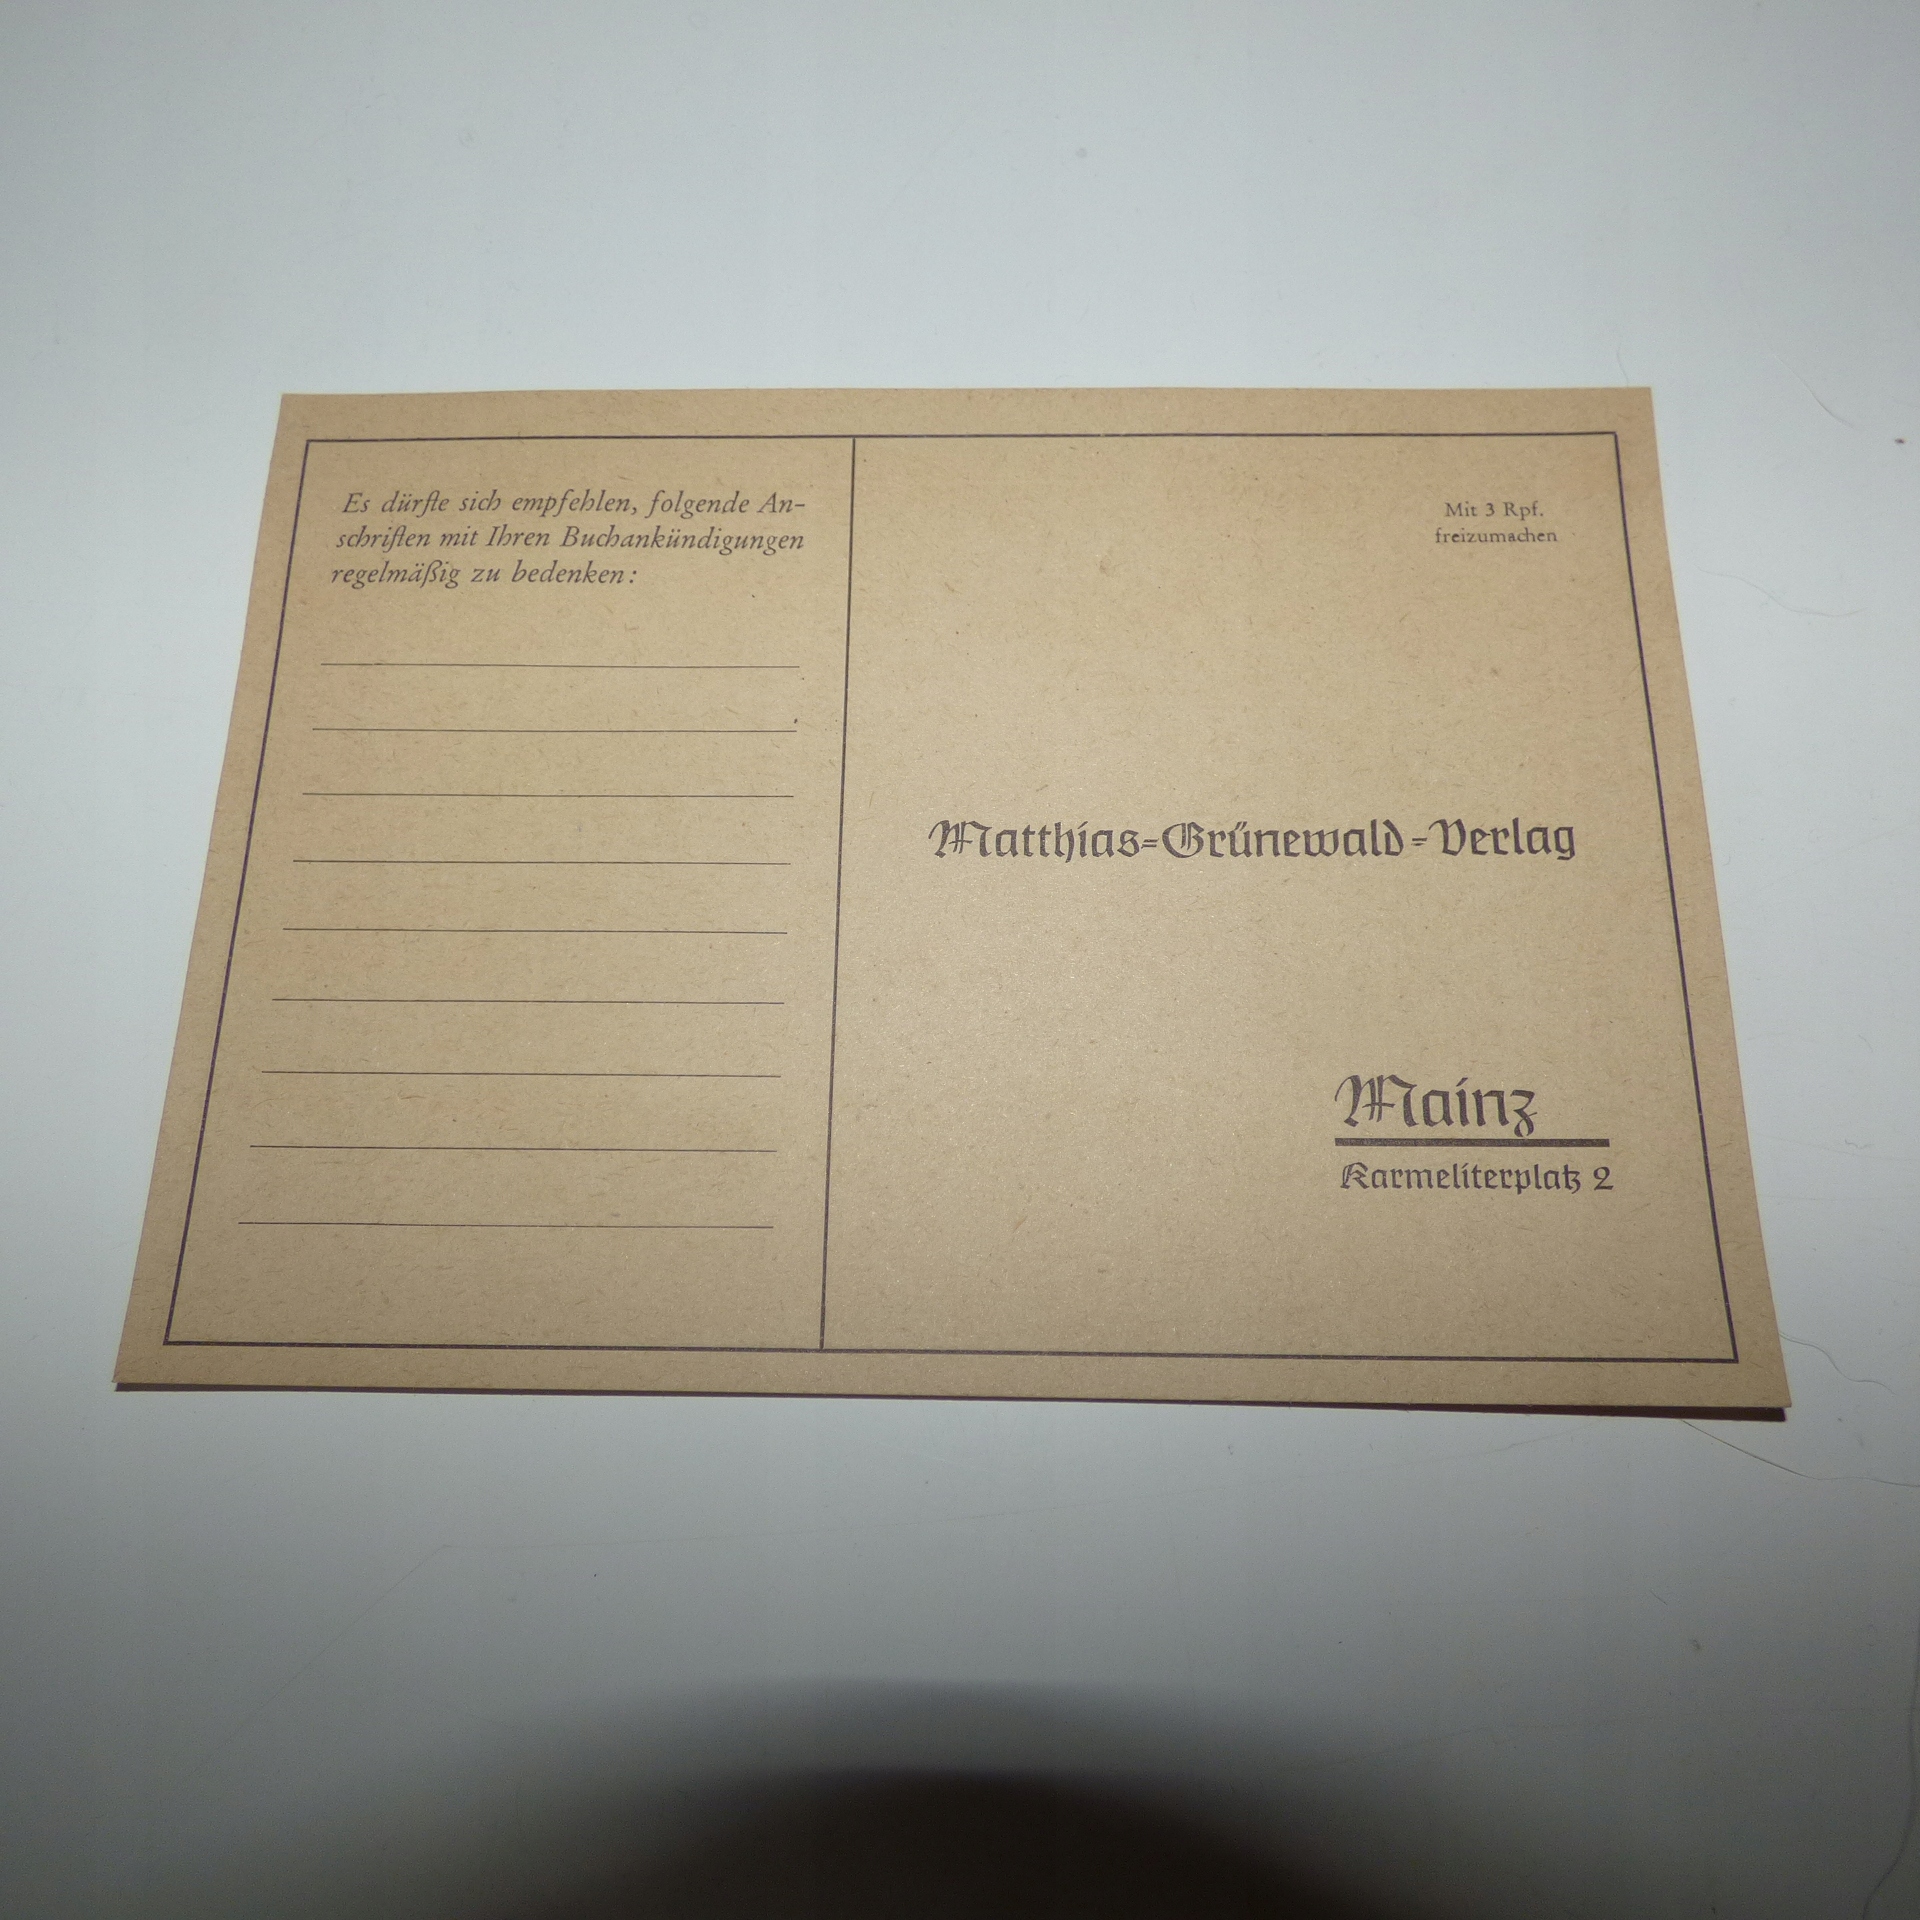 Es dürfte sich empfehlen, folgende An-
schriften mit Ihren Buchankündigungen
regelmäßig zu bedenken:
Mit 3 Rpf.
freizumachen
Matthias-Grünewald-Verlag
Mainz
Karmeliterplatz 2